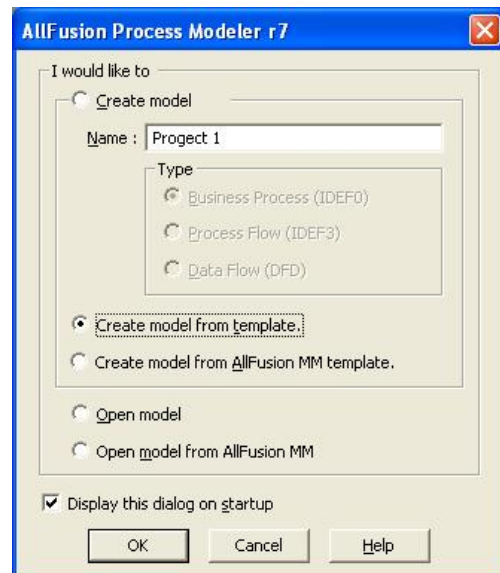 AllFusion Process Modeler r7
I would like to
Create model
Name : Progect 1
Type
Business Process (IDEF0)
Process Flow (IDEF3)
Data Flow (DFD)
Create model from template.
Create model from AllFusion MM template.
Open model
Open model from AllFusion MM
Display this dialog on startup
OK Cancel Help